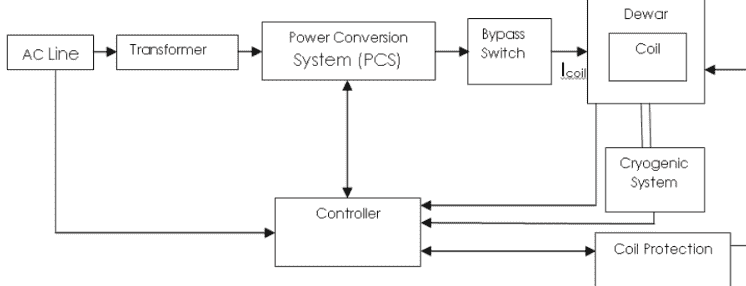 Dewar
Power Conversion
System (PCS)
Bypass
Switch
Coil
AC Line
Transformer
Icoil
Cryogenic
System
Controller
Coil Protection